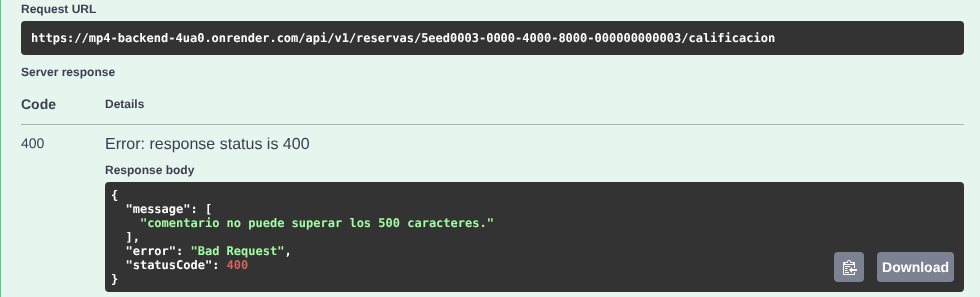 Request URL
https://mp4-backend-4ua0.onrender.com/api/v1/reservas/5eed0003-0000-4000-8000-000000000003/calificacion
Server response
Code Details
400 Error: response status is 400
Response body
{
"message": [
"comentario no puede superar los 500 caracteres."
],
"error": "Bad Request",
"statusCode": 400
}
Download